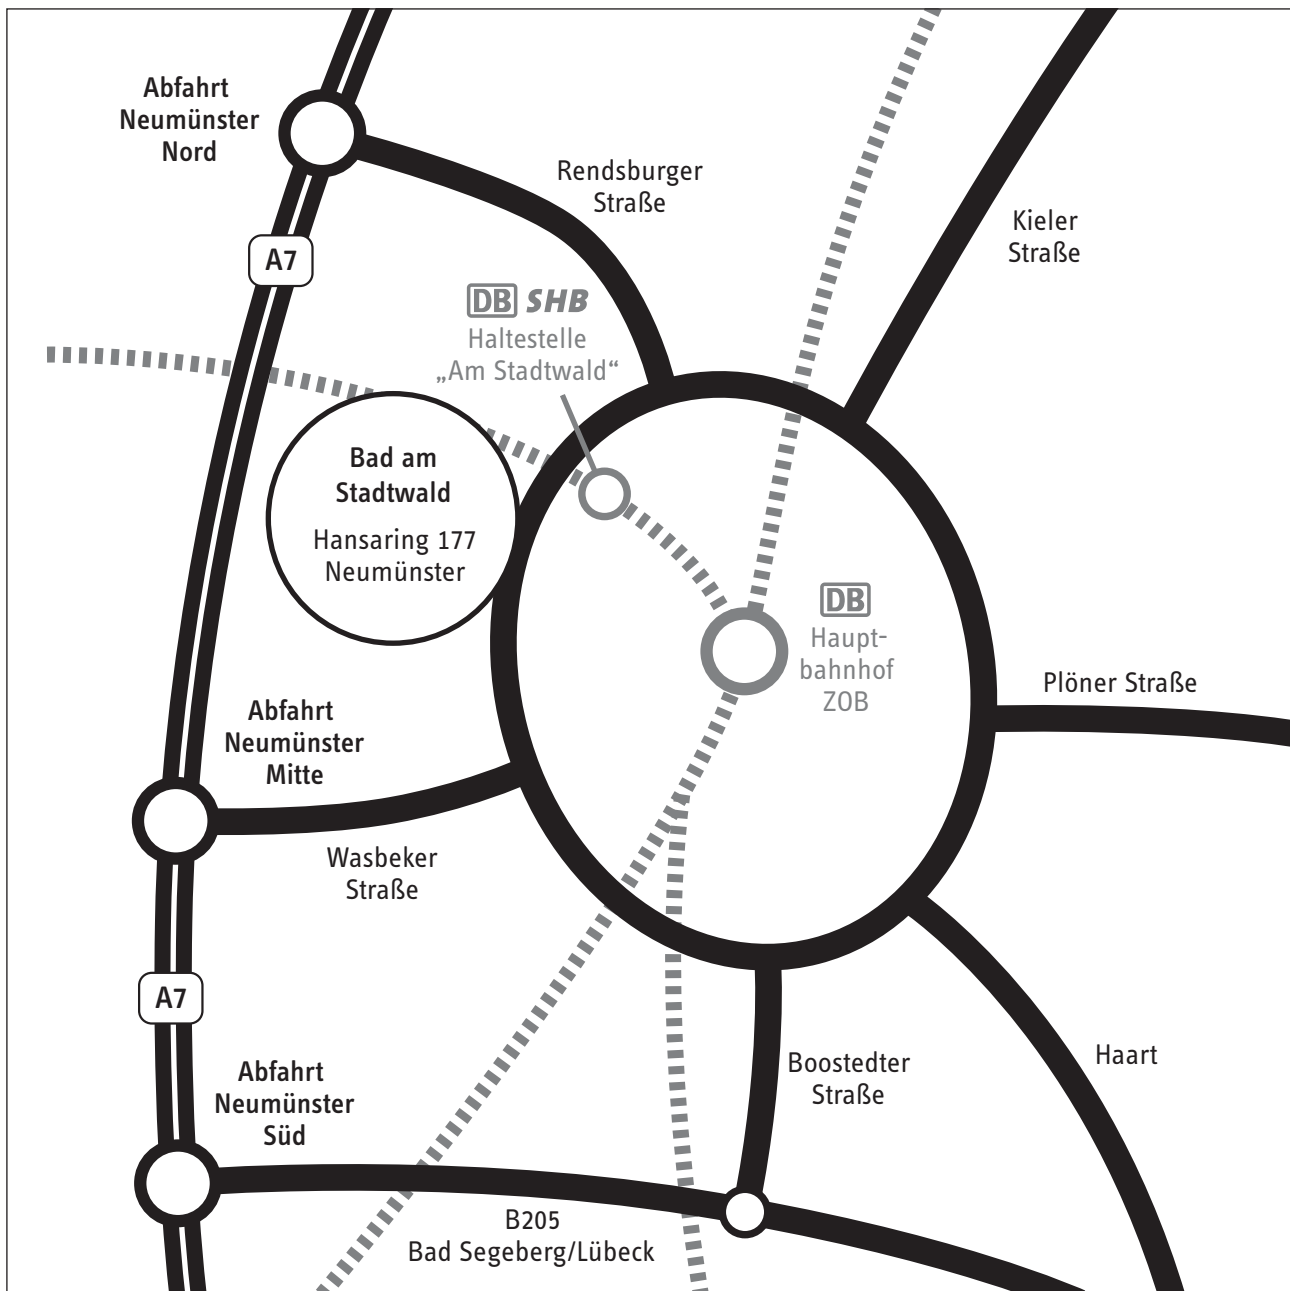 Abfahrt
Neumünster
Nord
Rendsburger
Straße
Kieler
Straße
A7
DB SHB
Haltestelle
„Am Stadtwald“
Bad am
Stadtwald
Hansaring 177
Neumünster
DB
Haupt-
bahnhof
ZOB
Plöner Straße
Abfahrt
Neumünster
Mitte
Wasbeker
Straße
A7
Abfahrt
Neumünster
Süd
Boostedter
Straße
Haart
B205
Bad Segeberg/Lübeck